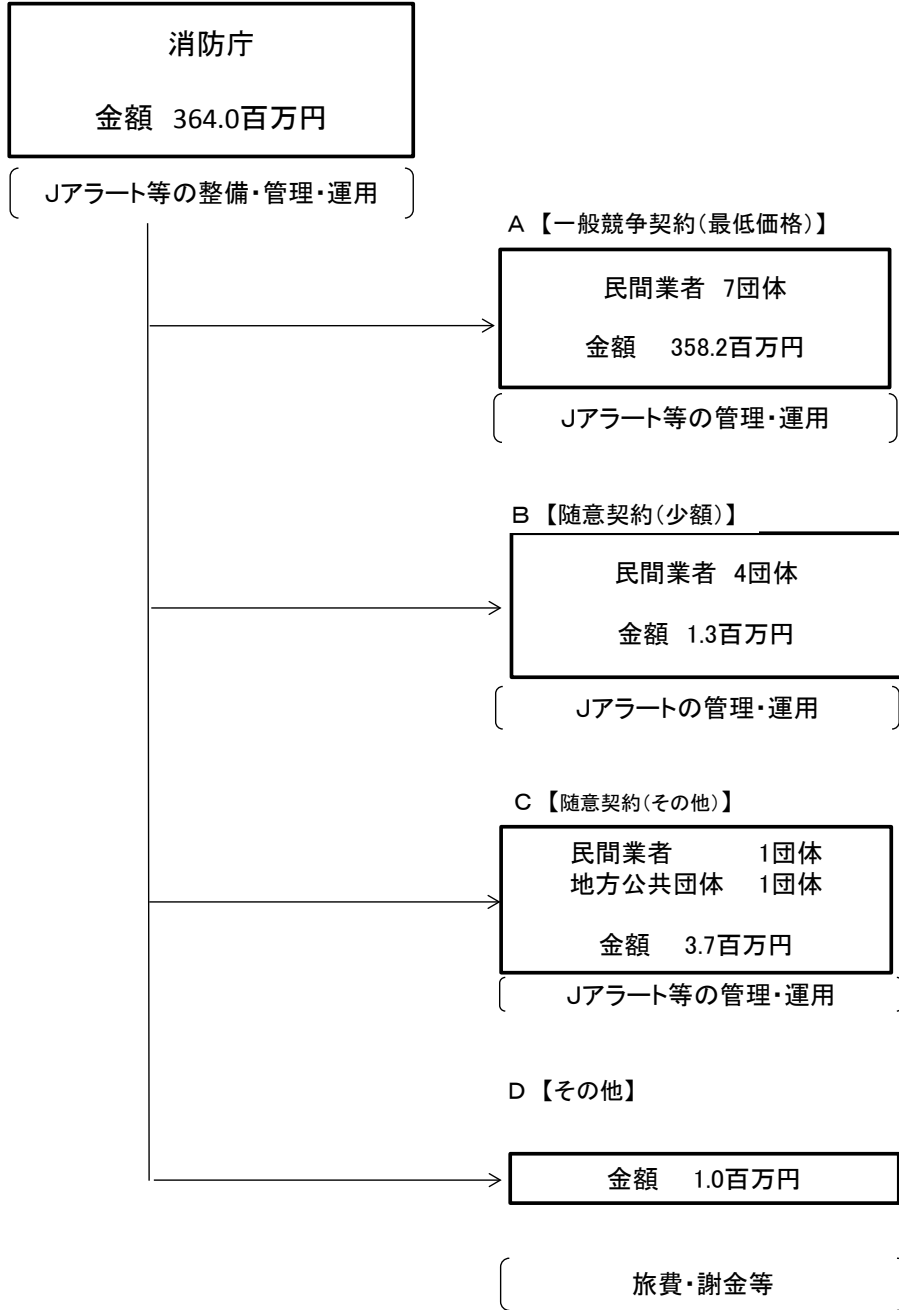 消防庁
金額 364.0百万円
Jアラート等の整備・管理・運用
A 【一般競争契約(最低価格)】
民間業者 7団体
金額 358.2百万円
Jアラート等の管理・運用
B 【随意契約(少額)】
民間業者 4団体
金額 1.3百万円
Jアラートの管理・運用
C 【随意契約(その他)】
民間業者 1団体
地方公共団体 1団体
金額 3.7百万円
Jアラート等の管理・運用
D 【その他】
金額 1.0百万円
旅費・謝金等